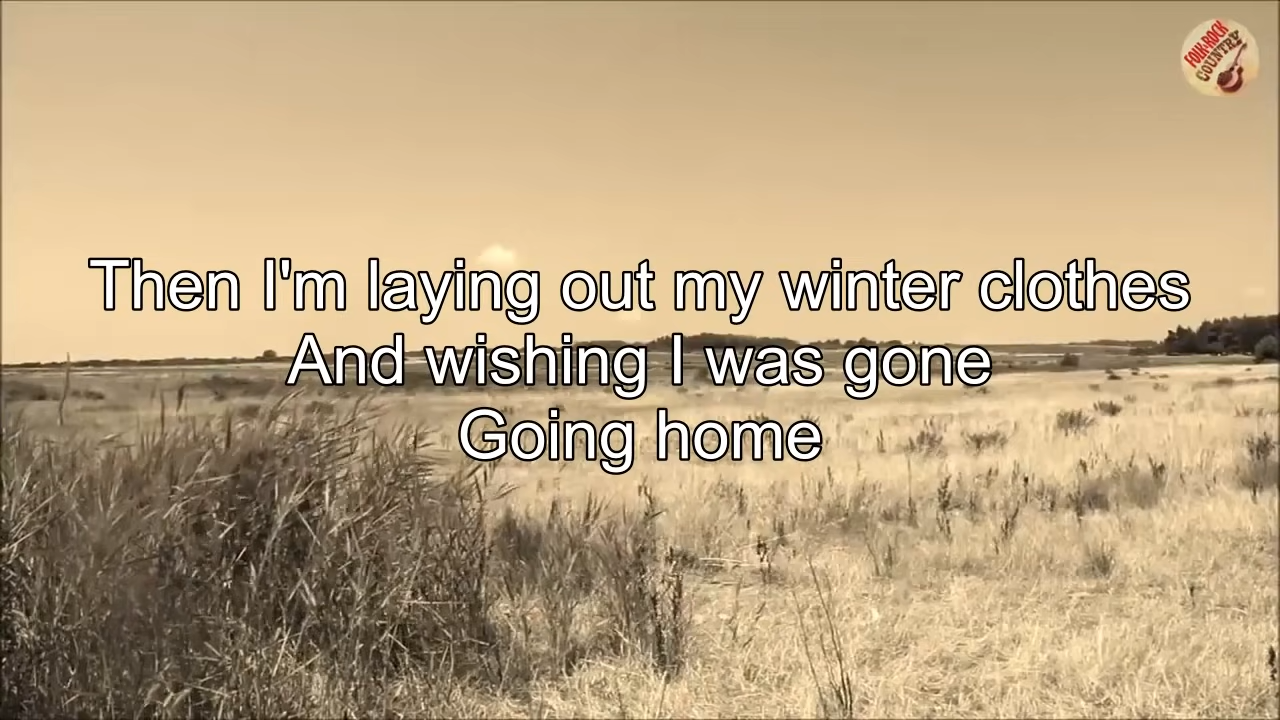 FOLK-ROCK
COUNTRY
Then I'm laying out my winter clothes
And wishing I was gone
Going home